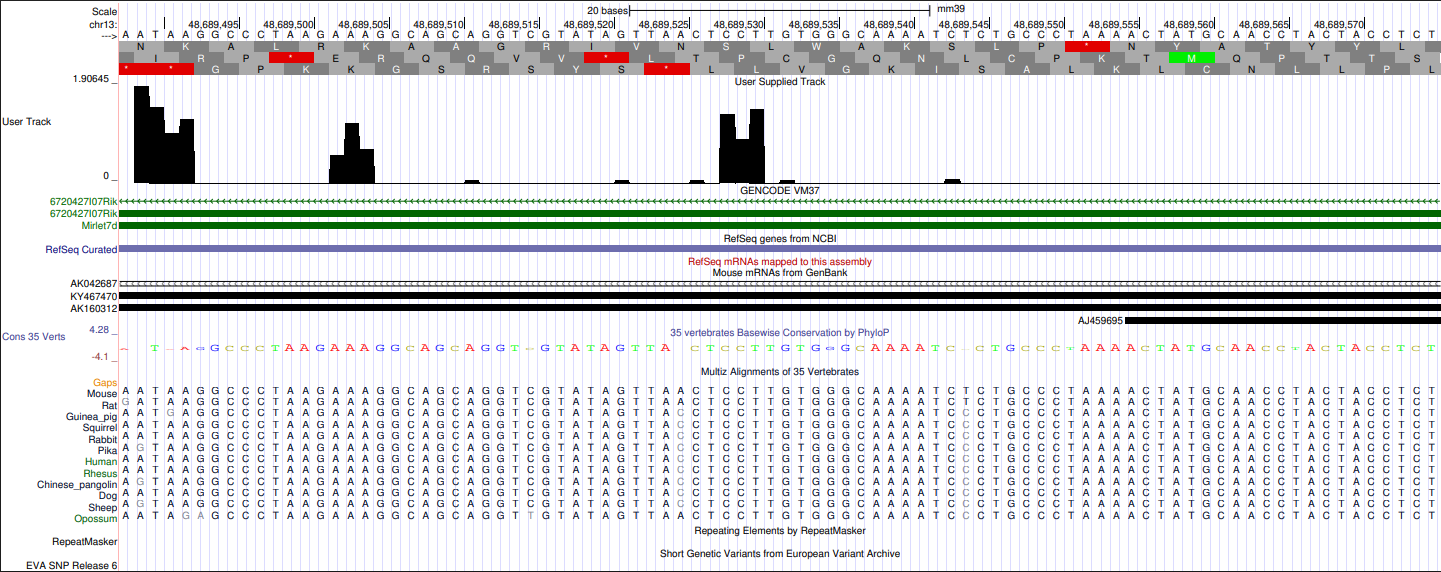 Scale 20 bases mm39
chr13: 48,689,495 48,689,500 48,689,505 48,689,510 48,689,515 48,689,520 48,689,525 48,689,530 48,689,535 48,689,540 48,689,545 48,689,550 48,689,555 48,689,560 48,689,565 48,689,570
---> A A T A A G G C C C T A A G A A A G G C A G C A G G T C G T A T A G T T A A C T C C T T G T G G G C A A A A T C T C T G C C C T A A A A C T A T G C A A C C T A C T A C C T C T
N K A L R K A A G R I V N S L W A K S L P * N Y A T Y Y L
I R P * E R Q Q V V * L T P C G Q N L C P K T M Q P T T S L
* * G P K K G S R S Y S * L L V G K I S A L K L C N L L P L
1.90645 _
User Supplied Track
User Track
0 _
GENCODE VM37
6720427I07Rik
6720427I07Rik
Mirlet7d
RefSeq genes from NCBI
RefSeq Curated
RefSeq mRNAs mapped to this assembly
Mouse mRNAs from GenBank
AK042687
KY467470
AK160312
AJ459695
4.28 _ 35 vertebrates Basewise Conservation by PhyloP
Cons 35 Verts
-4.1 _
Multiz Alignments of 35 Vertebrates
Gaps
Mouse A A T A A G G C C C T A A G A A A G G C A G C A G G T C G T A T A G T T A A C T C C T T G T G G G C A A A A T C T C T G C C C T A A A A C T A T G C A A C C T A C T A C C T C T
Rat G A T A A G G C C C T A A G A A A G G C A G C A G G T C G T A T A G T T A A C T C C T T G T G G G C A A A A T C T C T G C C C T A A A A C T A T G C A A C C T A C T A C C T C T
Guinea_pig A A T G A G G C C C T A A G A A A G G C A G C A G G T C G T A T A G T T A C C T C C T T G T G G G C A A A A T C C C T G C C C T A A A A C T A T G C A A C C T A C T A C C T C T
Squirrel A A T A A G G C C C T A A G A A A G G C A G C A G G T C G T A T A G T T A C C T C C T T G T G G G C A A A A T C C C T G C C C T A A A A C T A T G C A A C C T A C T A C C T C T
Rabbit A A T A A G G C C C T A A G A A A G G C A G C A G G T C G T A T A G T T A C C T C C T T G T G G G C A A A A T C C C T G C C C T A A A A C T A T G C A A C C T A C T A C C T C T
Pika A G T A A G G C C C T A A G A A A G G C A G C A G G T C G T A T A G T T A C C T C C T T G T G G G C A A A A T C C C T G C C C T A A A A C T A T G C A A C C T A C T A C C T C T
Human A A T A A G G C C C T A A G A A A G G C A G C A G G T C G T A T A G T T A C C T C C T T G T G G G C A A A A T C C C T G C C C T A A A A C T A T G C A A C C T A C T A C C T C T
Rhesus A A T A A G G C C C T A A G A A A G G C A G C A G G T C G T A T A G T T A C C T C C T T G T G G G C A A A A T C C C T G C C C T A A A A C T A T G C A A C C T A C T A C C T C T
Chinese_pangolin A G T A A G G C C C T A A G A A A G G C A G C A G G T C G T A T A G T T A C C T C C T T G T G G G C A A A A T C C C T G C C C T A A A A C T A T G C A A C C T A C T A C C T C T
Dog A A T A A G G C C C T A A G A A A G G C A G C A G G T C G T A T A G T T A C C T C C T T G T G G G C A A A A T C C C T G C C C T A A A A C T A T G C A A C C T A C T A C C T C T
Sheep A G T A A G G C C C T A A G A A A G G C A G C A G G T C G T A T A G T T A C C T C C T T G T G G G C A A A A T C C C T G C C C T A A A A C T A T G C A A C C T A C T A C C T C T
Opossum A A T A G A G C C C T A A G A A A G G C A G C A G G T T G T A T A G T T A A C T C C T T G T G G G C A A A A T C C C T G C C C T A A A A C T A T G C A A C C T A C T A C C T C T
Repeating Elements by RepeatMasker
RepeatMasker
Short Genetic Variants from European Variant Archive
EVA SNP Release 6